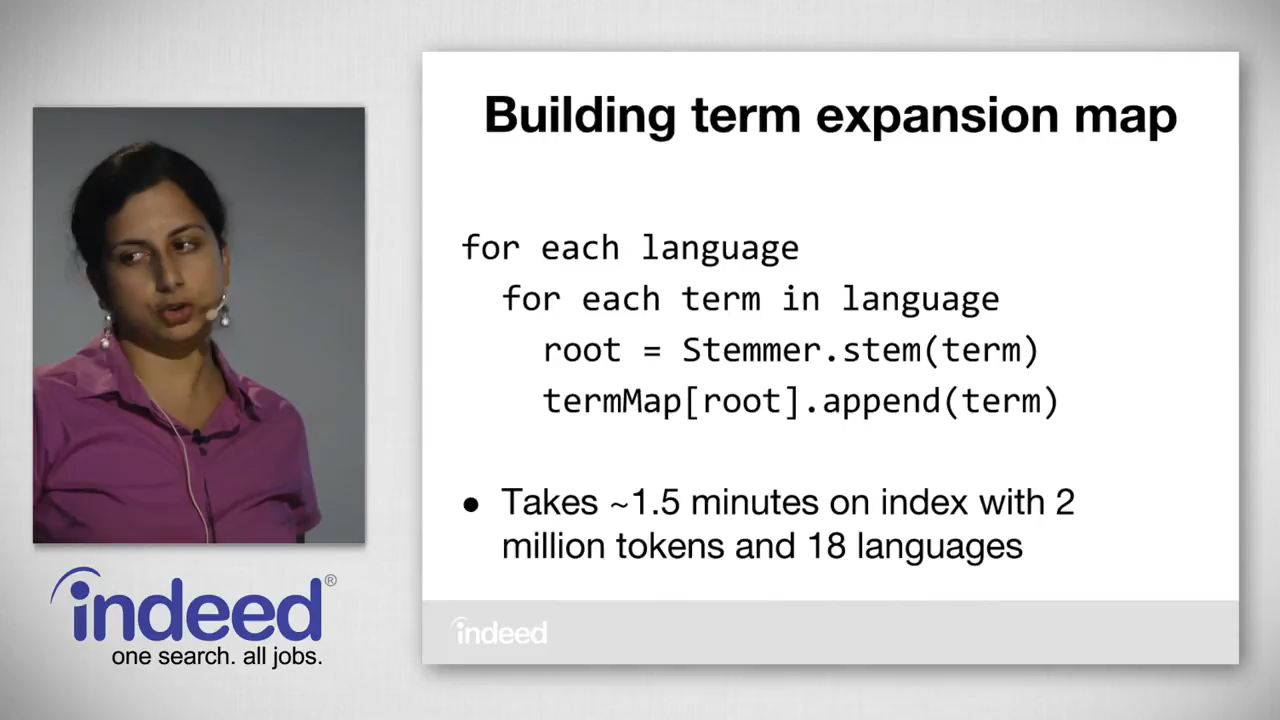 Building term expansion map
for each language
for each term in language
root = Stemmer.stem(term)
termMap[root].append(term)
● Takes ~1.5 minutes on index with 2
million tokens and 18 languages
indeed
indeed®
one search. all jobs.